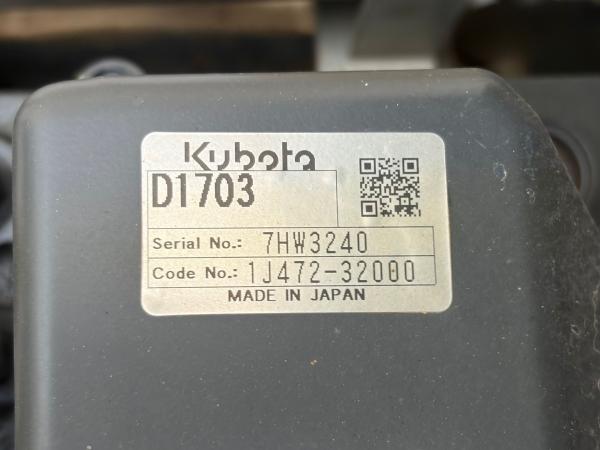 Kubota
D1703
Serial No.: 7HW3240
Code No.: 1J472-32000
MADE IN JAPAN